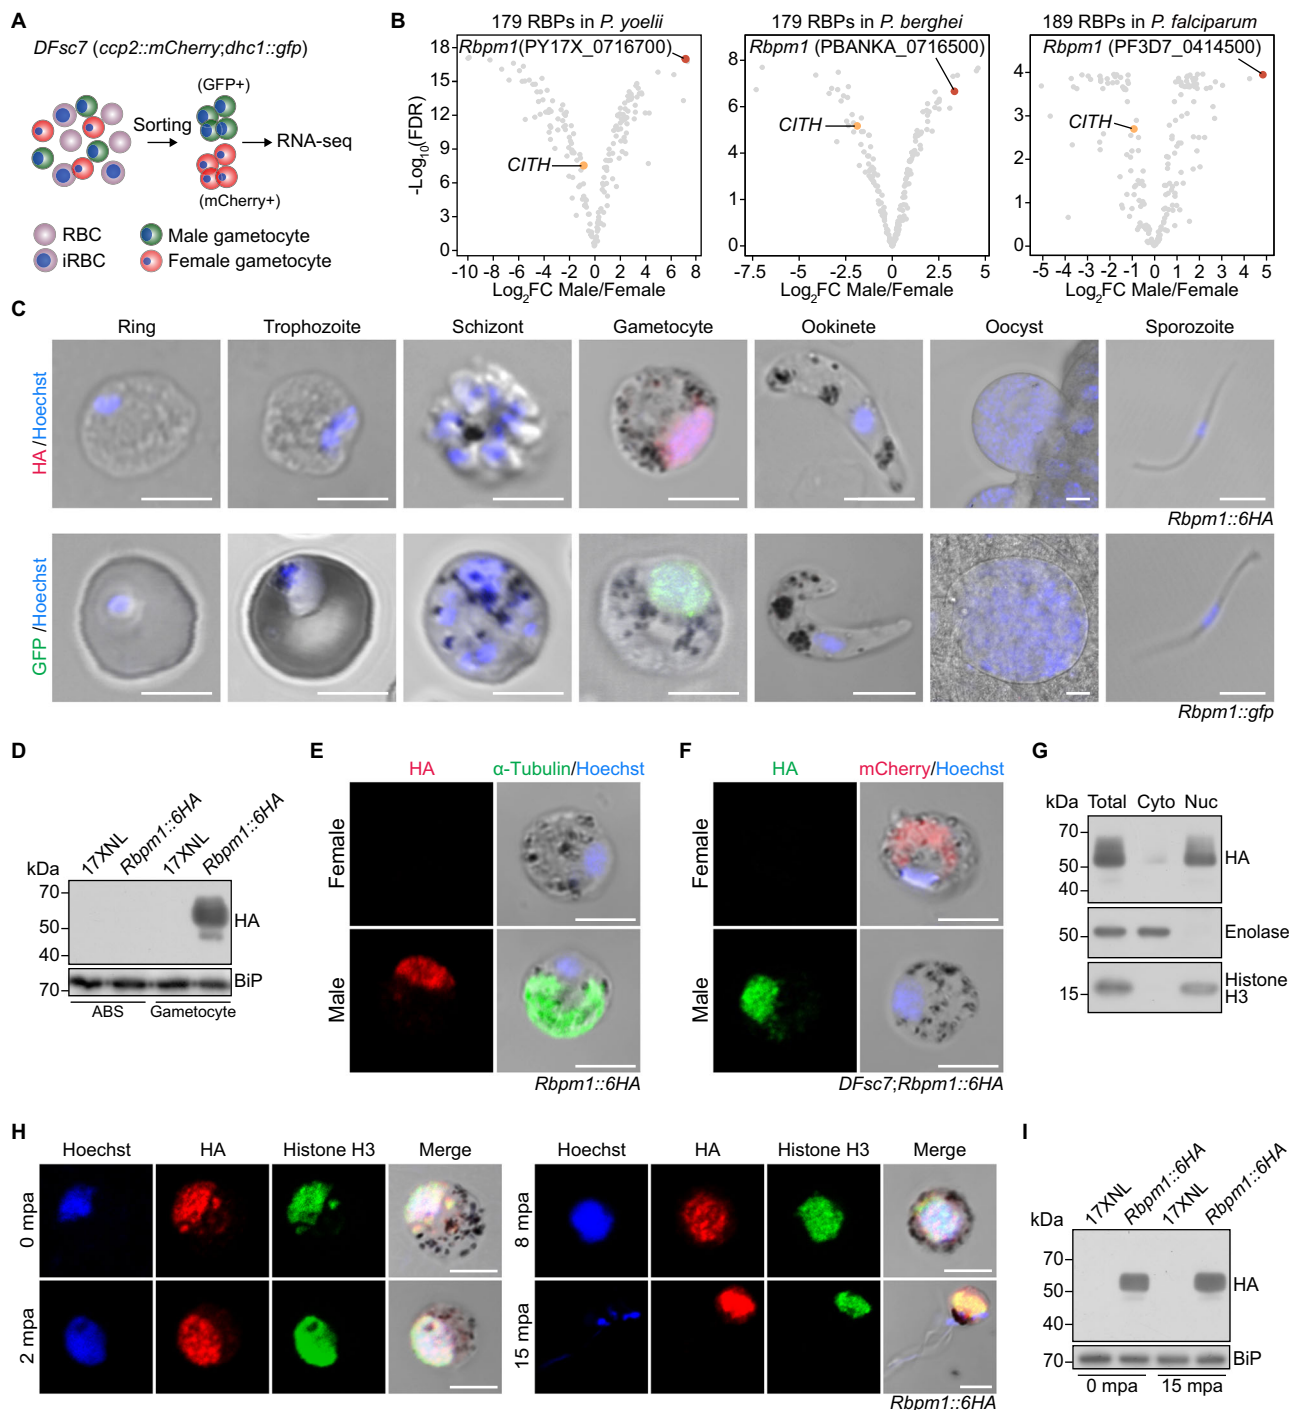 A
DFsc7 (ccp2::mCherry;dhc1::gfp)
(GFP+)
Sorting
RNA-seq
(mCherry+)
RBC
Male gametocyte
iRBC
Female gametocyte
B
179 RBPs in P. yoelii
179 RBPs in P. berghei
189 RBPs in P. falciparum
-Log10(FDR)
18
15
12
9
6
3
0
Rbpm1(PY17X_0716700)
CITH
-10 -8 -6 -4 -2 0 2 4 6 8
Log2FC Male/Female
8
6
4
1
0
Rbpm1 (PBANKA_0716500)
CITH
-7.5 -5 -2.5 0 2.5 5
Log2FC Male/Female
4
3
2
1
0
Rbpm1 (PF3D7_0414500)
CITH
-5 -4 -3 -2 -1 0 1 2 3 4 5
Log2FC Male/Female
C
Ring Trophozoite Schizont Gametocyte Ookinete Oocyst Sporozoite
HA/Hoechst
Rbpm1::6HA
GFP/Hoechst
Rbpm1::gfp
D
17XNL Rbpm1::6HA 17XNL Rbpm1::6HA
kDa
70
50
40
HA
70
BiP
ABS Gametocyte
E
HA α-Tubulin/Hoechst
Female
Male
Rbpm1::6HA
F
HA mCherry/Hoechst
Female
Male
DFsc7;Rbpm1::6HA
G
kDa Total Cyto Nuc
70
50
40
HA
50
Enolase
15
Histone
H3
H
Hoechst HA Histone H3 Merge
0 mpa
2 mpa
Hoechst HA Histone H3 Merge
8 mpa
15 mpa
Rbpm1::6HA
I
17XNL Rbpm1::6HA 17XNL Rbpm1::6HA
kDa
70
50
40
HA
70
BiP
0 mpa 15 mpa